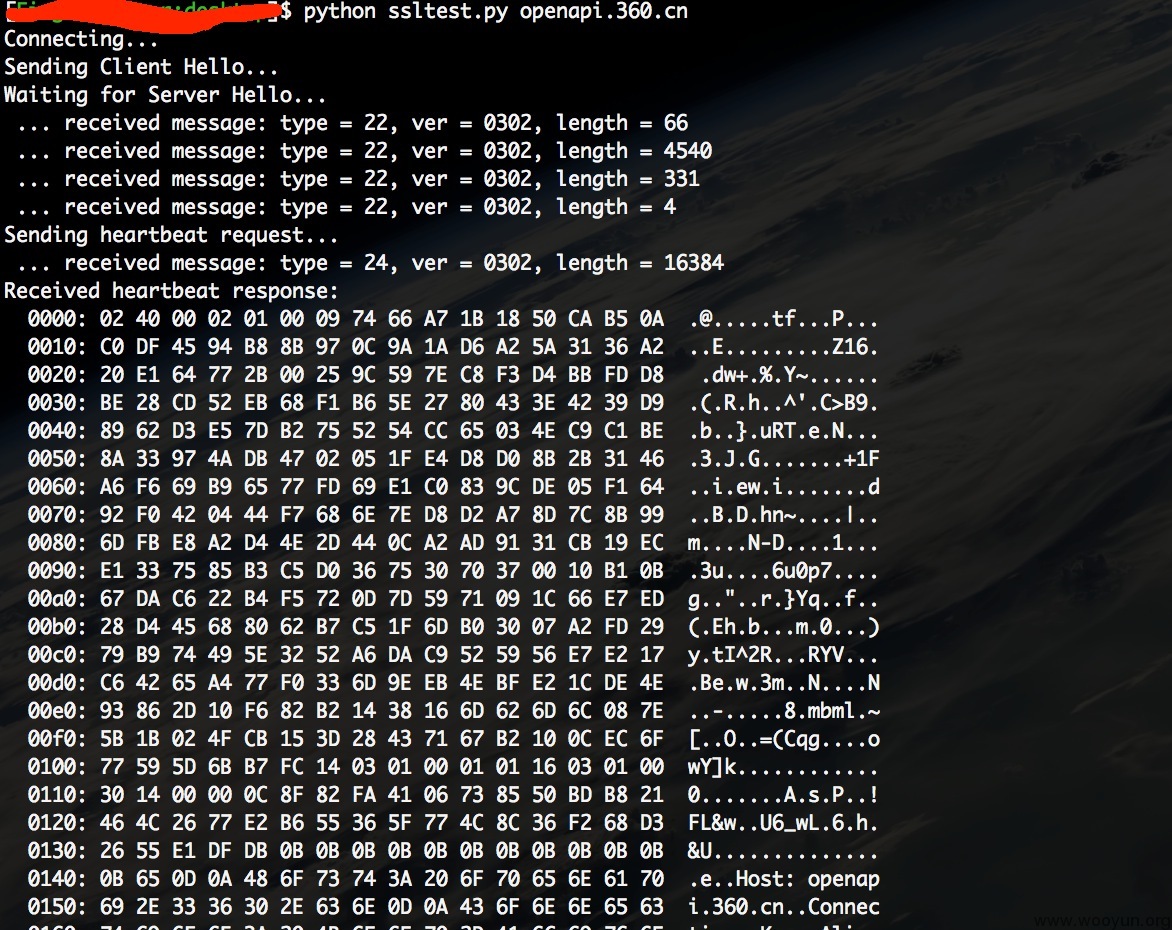 $ python ssltest.py openapi.360.cn
Connecting...
Sending Client Hello...
Waiting for Server Hello...
... received message: type = 22, ver = 0302, length = 66
... received message: type = 22, ver = 0302, length = 4540
... received message: type = 22, ver = 0302, length = 331
... received message: type = 22, ver = 0302, length = 4
Sending heartbeat request...
... received message: type = 24, ver = 0302, length = 16384
Received heartbeat response:
0000: 02 40 00 02 01 00 09 74 66 A7 1B 18 50 CA B5 0A .@.....tf...P...
0010: C0 DF 45 94 B8 8B 97 0C 9A 1A D6 A2 5A 31 36 A2 ..E.........Z16.
0020: 20 E1 64 77 2B 00 25 9C 59 7E C8 F3 D4 BB FD D8 .dw+.%.Y~......
0030: BE 28 CD 52 EB 68 F1 B6 5E 27 80 43 3E 42 39 D9 .(.R.h..^'.C>B9.
0040: 89 62 D3 E5 7D B2 75 52 54 CC 65 03 4E C9 C1 BE .b..}.uRT.e.N...
0050: 8A 33 97 4A DB 47 02 05 1F E4 D8 D0 8B 2B 31 46 .3.J.G.......+1F
0060: A6 F6 69 B9 65 77 FD 69 E1 C0 83 9C DE 05 F1 64 ..i.ew.i.......d
0070: 92 F0 42 04 44 F7 68 6E 7E D8 D2 A7 8D 7C 8B 99 ..B.D.hn~....|..
0080: 6D FB E8 A2 D4 4E 2D 44 0C A2 AD 91 31 CB 19 EC m....N-D....1...
0090: E1 33 75 85 B3 C5 D0 36 75 30 70 37 00 10 B1 0B .3u....6u0p7....
00a0: 67 DA C6 22 B4 F5 72 0D 7D 59 71 09 1C 66 E7 ED g.."..r.}Yq..f..
00b0: 28 D4 45 68 80 62 B7 C5 1F 6D B0 30 07 A2 FD 29 (.Eh.b...m.0...)
00c0: 79 B9 74 49 5E 32 52 A6 DA C9 52 59 56 E7 E2 17 y.tI^2R...RYV...
00d0: C6 42 65 A4 77 F0 33 6D 9E EB 4E BF E2 1C DE 4E .Be.w.3m..N....N
00e0: 93 86 2D 10 F6 82 B2 14 38 16 6D 62 6D 6C 08 7E ..-.....8.mbml.~
00f0: 5B 1B 02 4F CB 15 3D 28 43 71 67 B2 10 0C EC 6F [..O..=(Cqg....o
0100: 77 59 5D 6B B7 FC 14 03 01 00 01 01 16 03 01 00 wY]k............
0110: 30 14 00 00 0C 8F 82 FA 41 06 73 85 50 BD B8 21 0.......A.s.P..!
0120: 46 4C 26 77 E2 B6 55 36 5F 77 4C 8C 36 F2 68 D3 FL&w..U6_wL.6.h.
0130: 26 55 E1 DF DB 0B 0B 0B 0B 0B 0B 0B 0B 0B 0B 0B &U..............
0140: 0B 65 0D 0A 48 6F 73 74 3A 20 6F 70 65 6E 61 70 .e..Host: openap
0150: 69 2E 33 36 30 2E 63 6E 0D 0A 43 6F 6E 6E 65 63 i.360.cn..Connec
www.wooyun.org